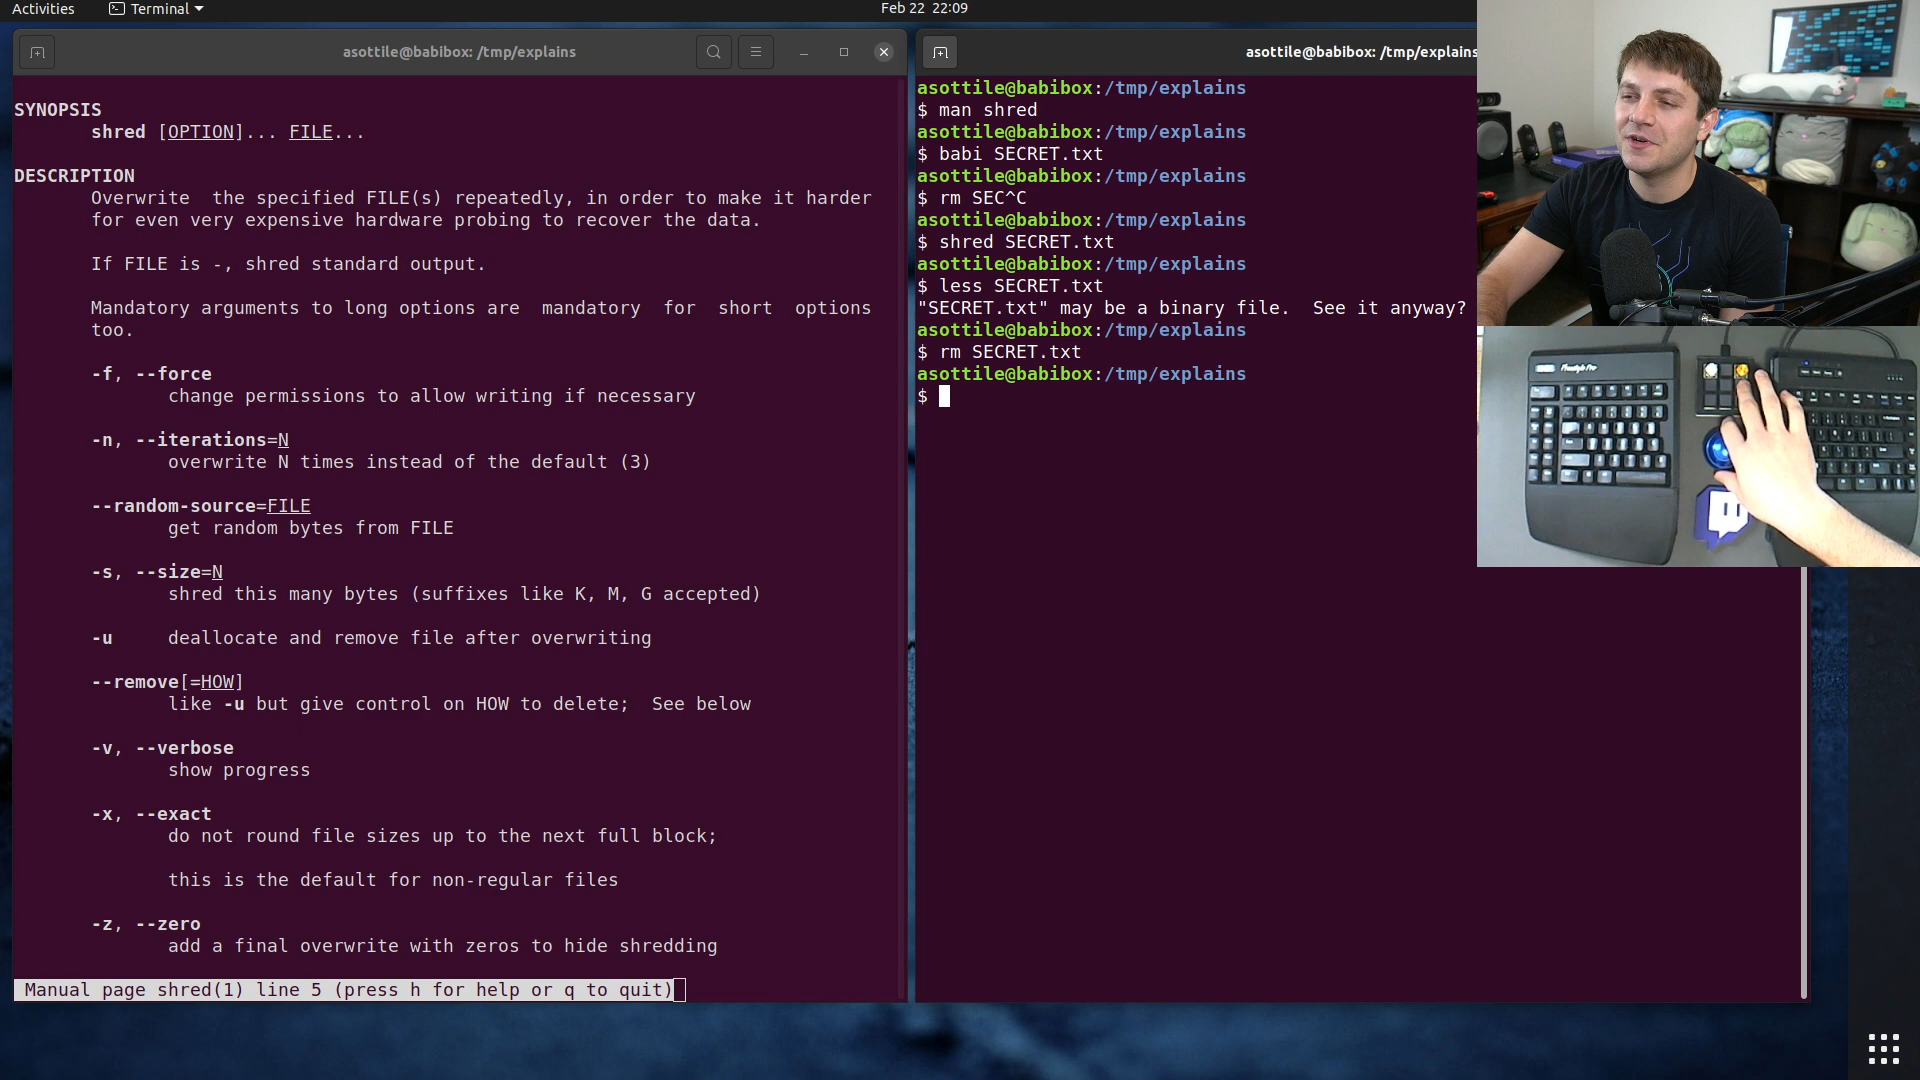 Activities
Terminal
Feb 22 22:09
asottile@babibox: /tmp/explains
SYNOPSIS
shred [OPTION]... FILE...
DESCRIPTION
Overwrite  the specified FILE(s) repeatedly, in order to make it harder
for even very expensive hardware probing to recover the data.
If FILE is -, shred standard output.
Mandatory arguments to long options are  mandatory  for  short  options
too.
-f, --force
change permissions to allow writing if necessary
-n, --iterations=N
overwrite N times instead of the default (3)
--random-source=FILE
get random bytes from FILE
-s, --size=N
shred this many bytes (suffixes like K, M, G accepted)
-u     deallocate and remove file after overwriting
--remove[=HOW]
like -u but give control on HOW to delete;  See below
-v, --verbose
show progress
-x, --exact
do not round file sizes up to the next full block;
this is the default for non-regular files
-z, --zero
add a final overwrite with zeros to hide shredding
Manual page shred(1) line 5 (press h for help or q to quit)
asottile@babibox: /tmp/explains
asottile@babibox:/tmp/explains
$ man shred
asottile@babibox:/tmp/explains
$ babi SECRET.txt
asottile@babibox:/tmp/explains
$ rm SEC^C
asottile@babibox:/tmp/explains
$ shred SECRET.txt
asottile@babibox:/tmp/explains
$ less SECRET.txt
"SECRET.txt" may be a binary file.  See it anyway?
asottile@babibox:/tmp/explains
$ rm SECRET.txt
asottile@babibox:/tmp/explains
$
Freestyle Pro